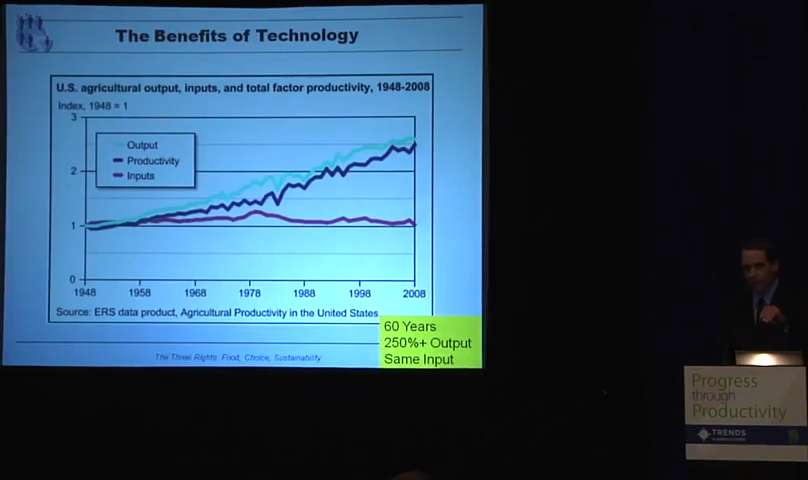 The Benefits of Technology
U.S. agricultural output, inputs, and total factor productivity, 1948-2008
Index, 1948 = 1
3
Output
Productivity
Inputs
2
1
0
1948 1958 1968 1978 1988 1998 2008
Source: ERS data product, Agricultural Productivity in the United States.
60 Years
250%+ Output
Same Input
The Three Rights: Food, Choice, Sustainability
Progress
through
Productivity
TRENDS